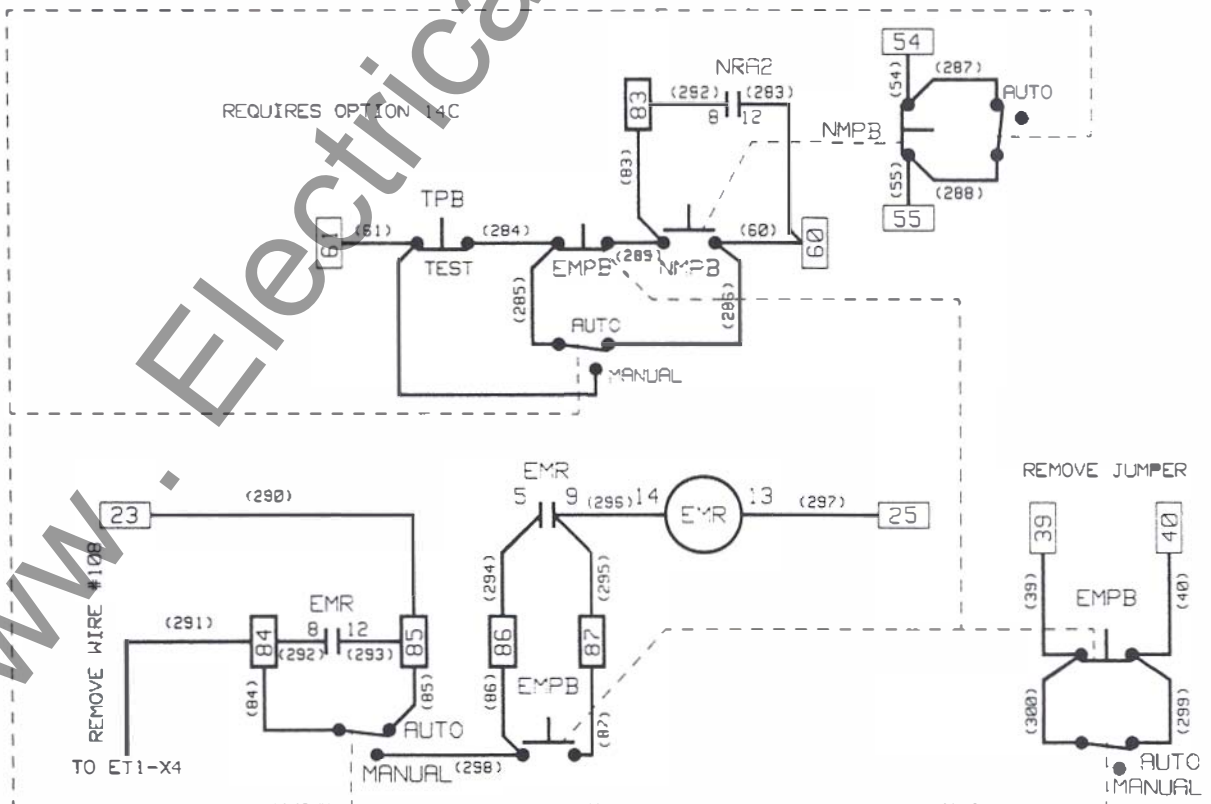 www. Electrica
REQUIRES OPTION 14C
NRA2
83
(292)
(283)
8
12
(83)
54
(54)
(287)
AUTO
NMPB
(55)
(288)
55
TPB
61
(61)
(284)
TEST
EMPB
(289)
NMPB
(60)
60
(285)
AUTO
(286)
MANUAL
23
(290)
REMOVE WIRE #108
(291)
84
EMR
8
12
(292)
(293)
85
(84)
(85)
AUTO
MANUAL
(298)
TO ET1-X4
EMR
5
9
(296)
14
EMR
13
(297)
25
(294)
(295)
86
87
(86)
EMPB
(87)
REMOVE JUMPER
39
40
(39)
(40)
EMPB
(300)
(299)
AUTO
MANUAL